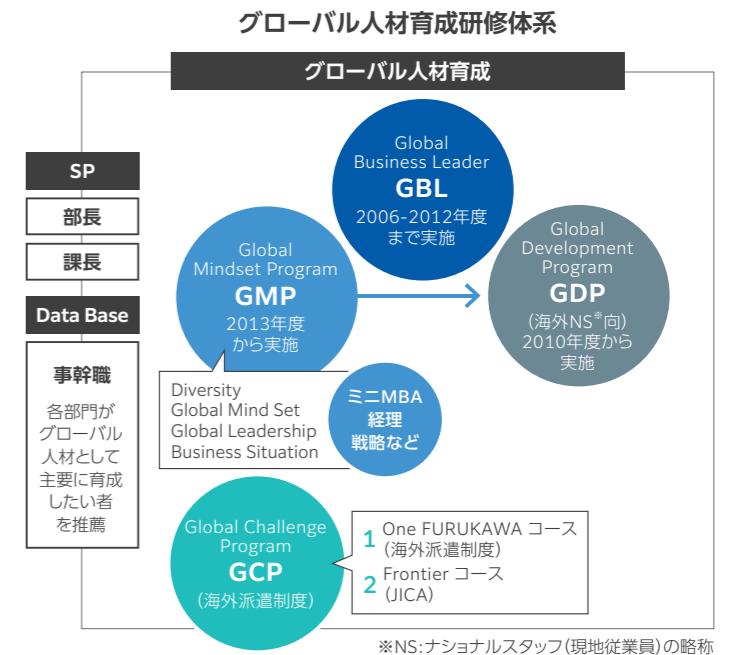 グローバル人材育成研修体系
グローバル人材育成
SP
部長
課長
Data Base
事幹職
各部門が
グローバル
人材として
主要に育成
したい者
を推薦
Global
Business Leader
GBL
2006-2012年度
まで実施
Global
Mindset Program
GMP
2013年度
から実施
Global
Development
Program
GDP
（海外NS※向）
2010年度から
実施
Diversity
Global Mind Set
Global Leadership
Business Situation
ミニMBA
経理
戦略など
Global Challenge
Program
GCP
（海外派遣制度）
1 One FURUKAWA コース
（海外派遣制度）
2 Frontier コース
（JICA）
※NS：ナショナルスタッフ（現地従業員）の略称